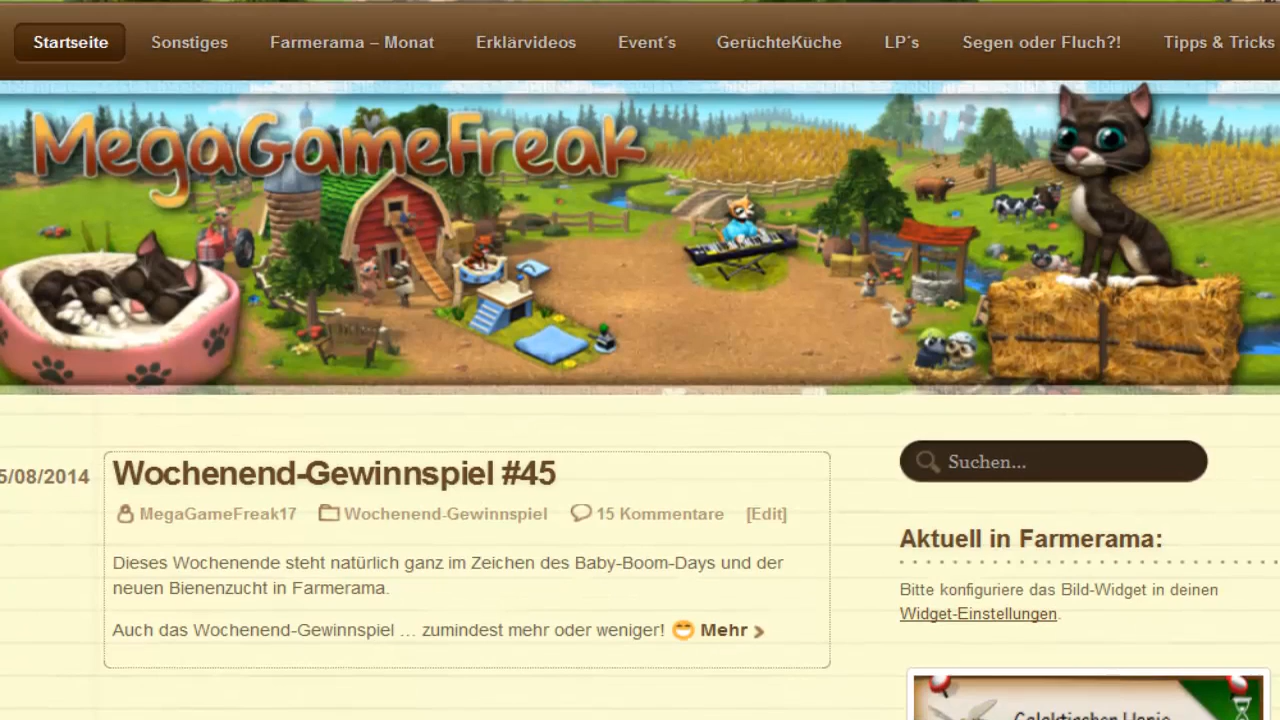 Startseite Sonstiges Farmerama – Monat Erklärvideos Event´s GerüchteKüche LP´s Segen oder Fluch?! Tipps & Tricks
MegaGameFreak
5/08/2014
Wochenend-Gewinnspiel #45
MegaGameFreak17 Wochenend-Gewinnspiel 15 Kommentare [Edit]
Dieses Wochenende steht natürlich ganz im Zeichen des Baby-Boom-Days und der
neuen Bienenzucht in Farmerama.
Auch das Wochenend-Gewinnspiel … zumindest mehr oder weniger! 😁 Mehr >
Suchen...
Aktuell in Farmerama:
Bitte konfiguriere das Bild-Widget in deinen
Widget-Einstellungen.
Galaktischer Honig